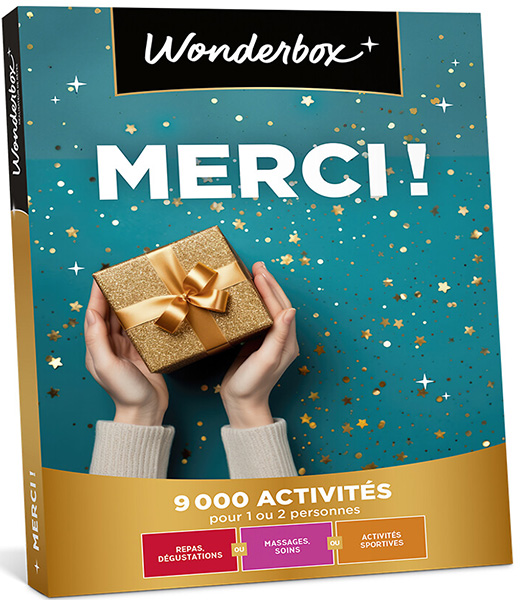 Wonderbox
Wonderbox
MERCI !
MERCI !
9 000 ACTIVITÉS
pour 1 ou 2 personnes
REPAS,
DÉGUSTATIONS
OU
MASSAGES,
SOINS
OU
ACTIVITÉS
SPORTIVES